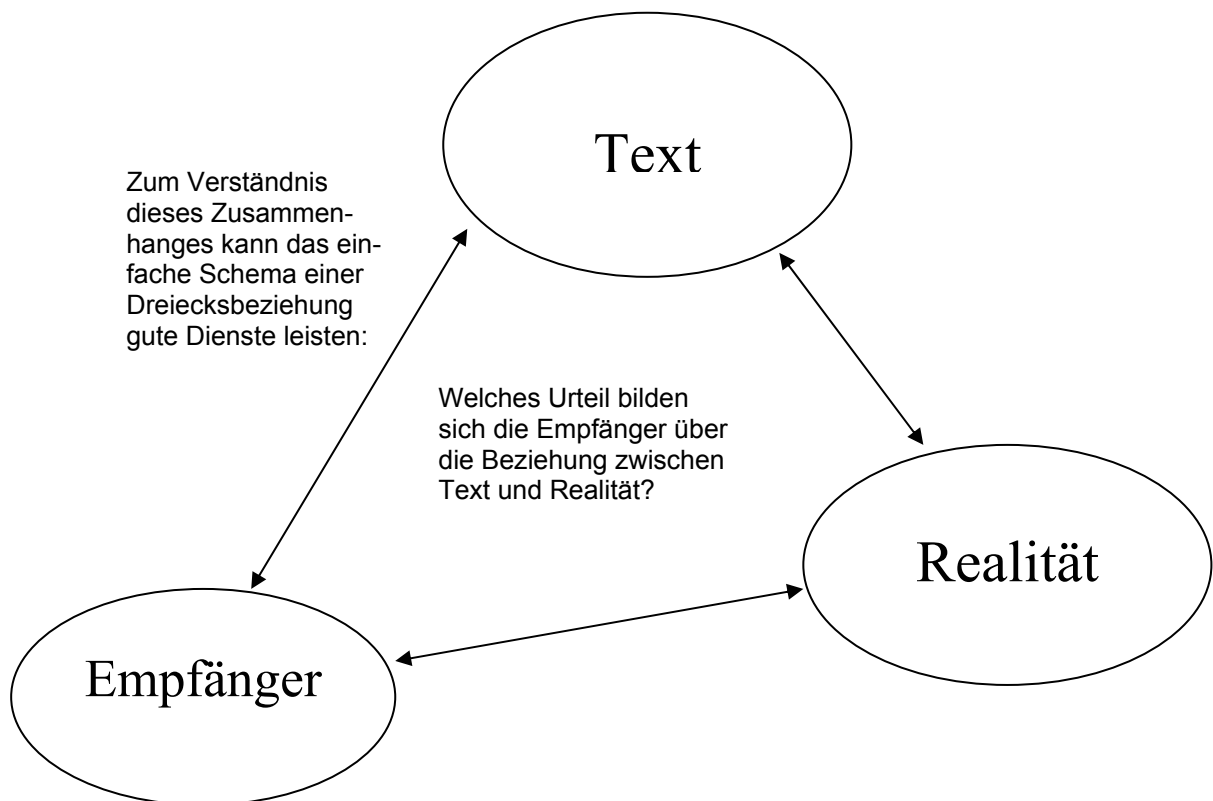 Text
Zum Verständnis
dieses Zusammen-
hanges kann das ein-
fache Schema einer
Dreiecksbeziehung
gute Dienste leisten:
Welches Urteil bilden
sich die Empfänger über
die Beziehung zwischen
Text und Realität?
Realität
Empfänger